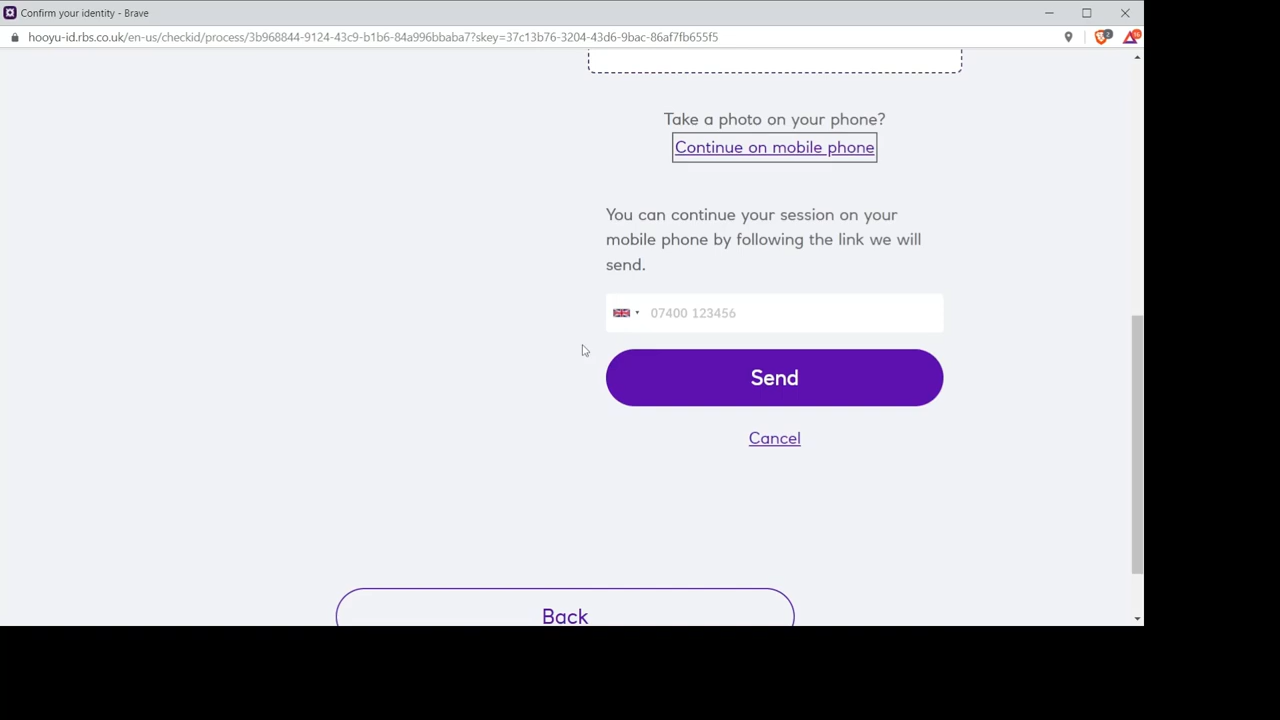 Confirm your identity - Brave
hooyu-id.rbs.co.uk/en-us/checkid/process/3b968844-9124-43c9-b1b6-84a996bbaba7?skey=37c13b76-3204-43d6-9bac-86af7fb655f5
Take a photo on your phone?
Continue on mobile phone
You can continue your session on your
mobile phone by following the link we will
send.
07400 123456
Send
Cancel
Back